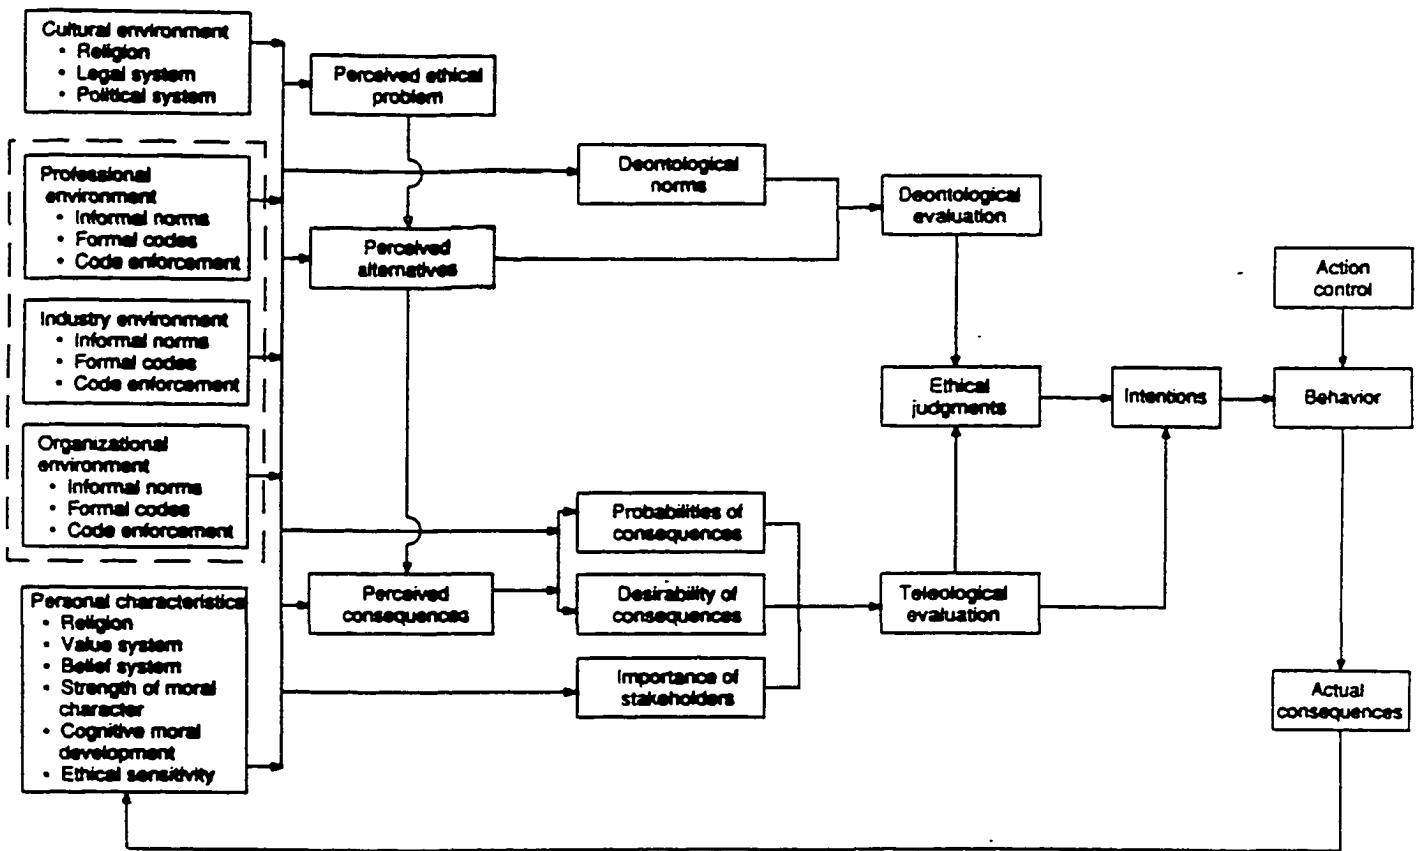 Cultural environment
• Religion
• Legal system
• Political system
Professional
environment
• Informal norms
• Formal codes
• Code enforcement
Industry environment
• Informal norms
• Formal codes
• Code enforcement
Organizational
environment
• Informal norms
• Formal codes
• Code enforcement
Personal characteristics
• Religion
• Value system
• Belief system
• Strength of moral
character
• Cognitive moral
development
• Ethical sensitivity
Perceived ethical
problem
Perceived
alternatives
Perceived
consequences
Deontological
norms
Probabilities of
consequences
Desirability of
consequences
Importance of
stakeholders
Deontological
evaluation
Ethical
judgments
Teleological
evaluation
Intentions
Action
control
Behavior
Actual
consequences